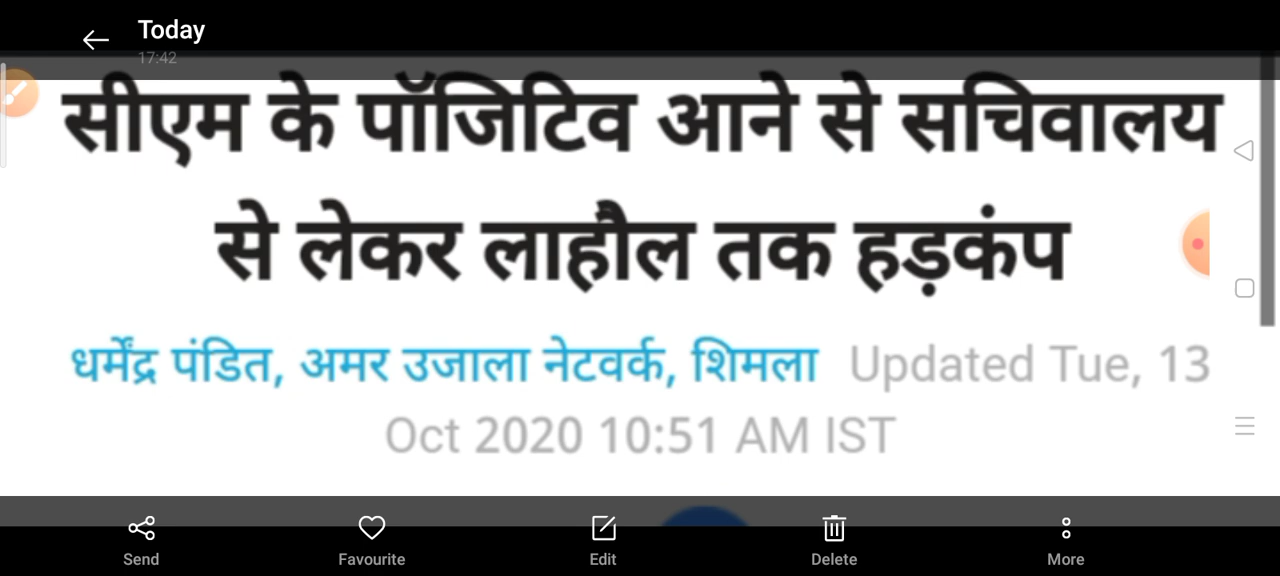 Today
17:42
सीएम के पॉजिटिव आने से सचिवालय
से लेकर लाहौल तक हड़कंप
धर्मेंद्र पंडित, अमर उजाला नेटवर्क, शिमला Updated Tue, 13
Oct 2020 10:51 AM IST
Send Favourite Edit Delete More